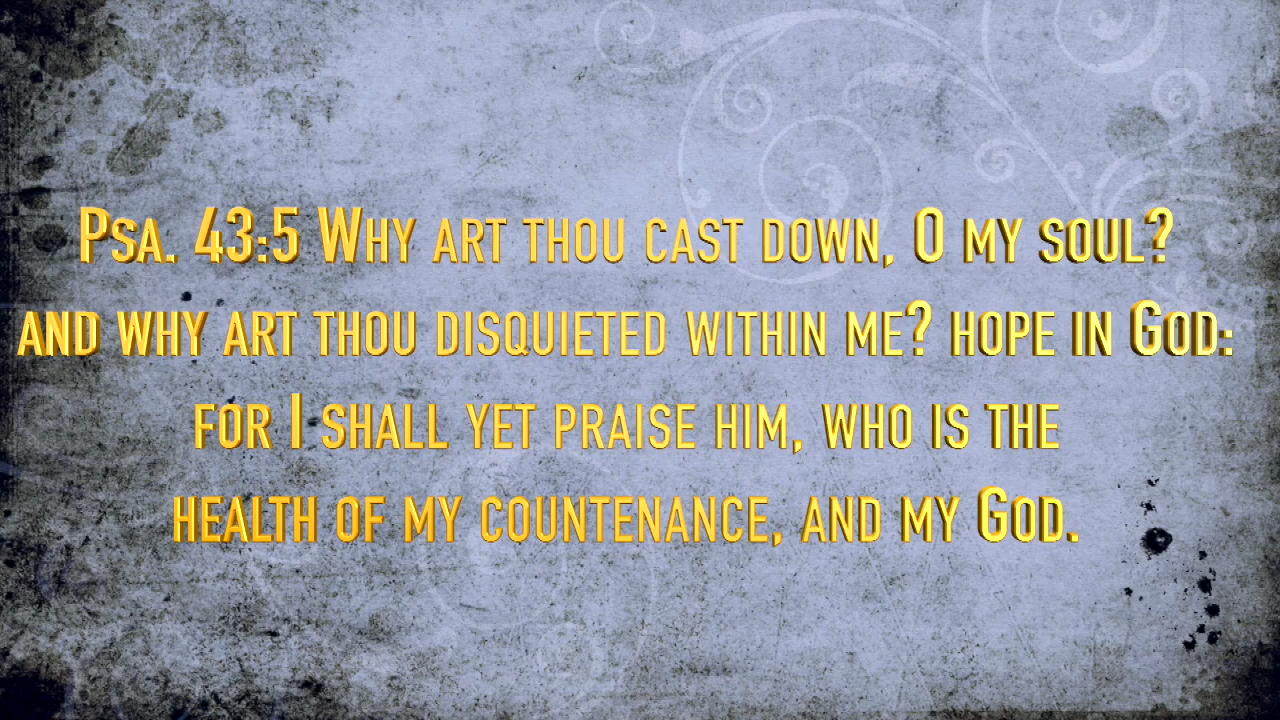 Psa. 43:5 Why art thou cast down, O my soul?
and why art thou disquieted within me? hope in God:
for I shall yet praise him, who is the
health of my countenance, and my God.